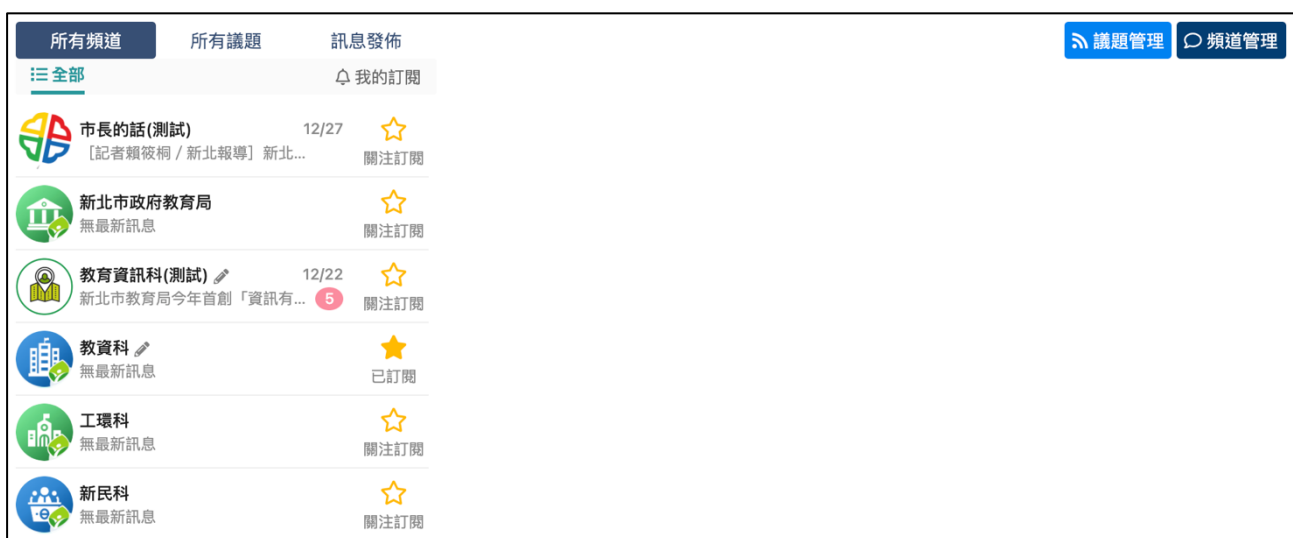 所有頻道 所有議題 訊息發佈 議題管理 頻道管理
全部 我的訂閱
市長的話(測試) 12/27
［記者賴筱桐 / 新北報導］新北... 關注訂閱
新北市政府教育局
無最新訊息 關注訂閱
教育資訊科(測試) 12/22
新北市教育局今年首創「資訊有... 5 關注訂閱
教資科
無最新訊息 已訂閱
工環科
無最新訊息 關注訂閱
新民科
無最新訊息 關注訂閱